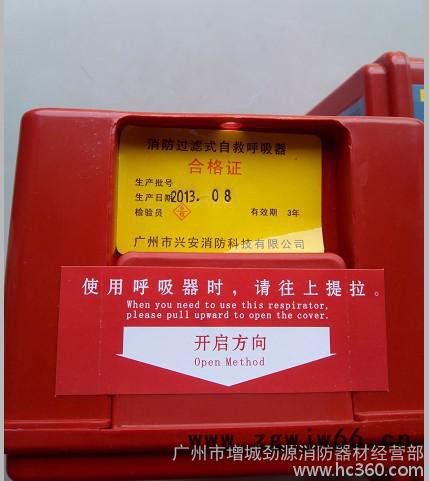 消防过滤式自救呼吸器
合格证
生产批号
生产日期 2013. 08
检验员 有效期 3年
广州市兴安消防科技有限公司
使用呼吸器时，请往上提拉。
When you need to use this respirator,
please pull upward to open the cover.
开启方向
Open Method
www.zgwjw66.cn
广州市增城劲源消防器材经营部
www.hc360.com